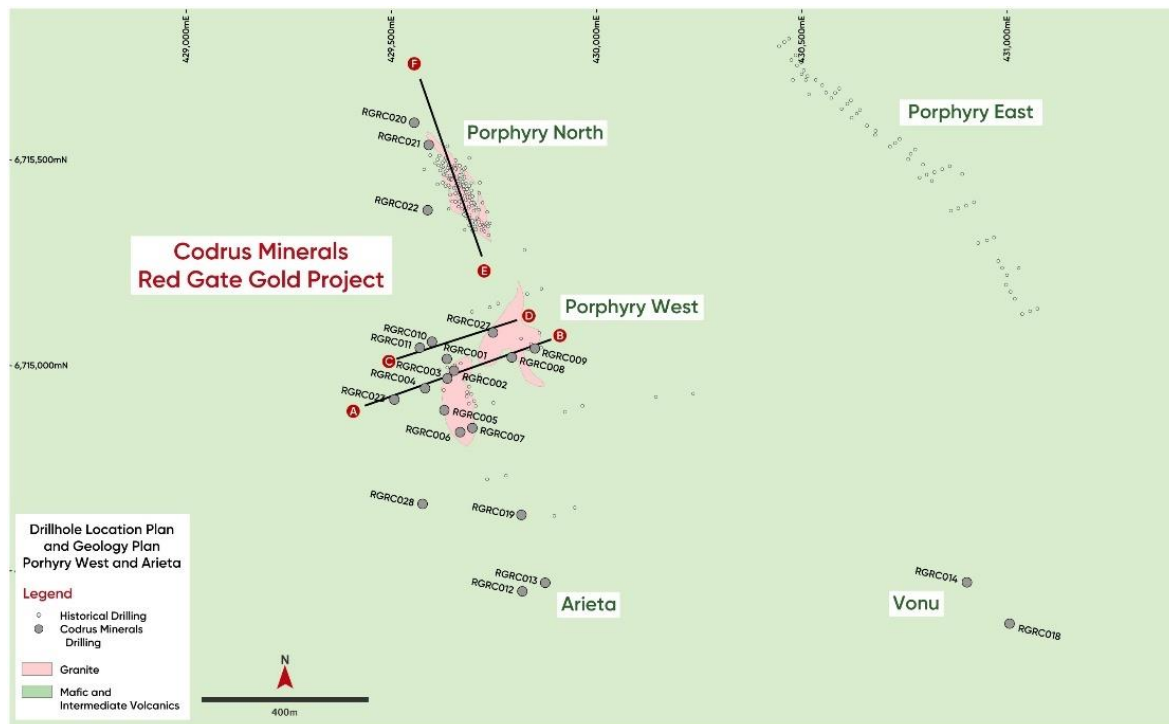 429,000mE
429,500mE
430,000mE
430,500mE
431,000mE
F
RGRC020
Porphyry North
Porphyry East
RGRC021
6,715,500mN
RGRC022
Codrus Minerals
Red Gate Gold Project
E
Porphyry West
D
RGRC027
B
RGRC010
RGRC011
RGRC001
RGRC009
C
RGRC008
6,715,000mN
RGRC003
RGRC002
RGRC004
RGRC023
A
RGRC005
RGRC006
RGRC007
RGRC028
RGRC019
RGRC013
RGRC012
Arieta
RGRC014
Vonu
RGRC018
Drillhole Location Plan
and Geology Plan
Porhyry West and Arieta
Legend
Historical Drilling
Codrus Minerals
Drilling
Granite
Mafic and
Intermediate Volcanics
N
400m